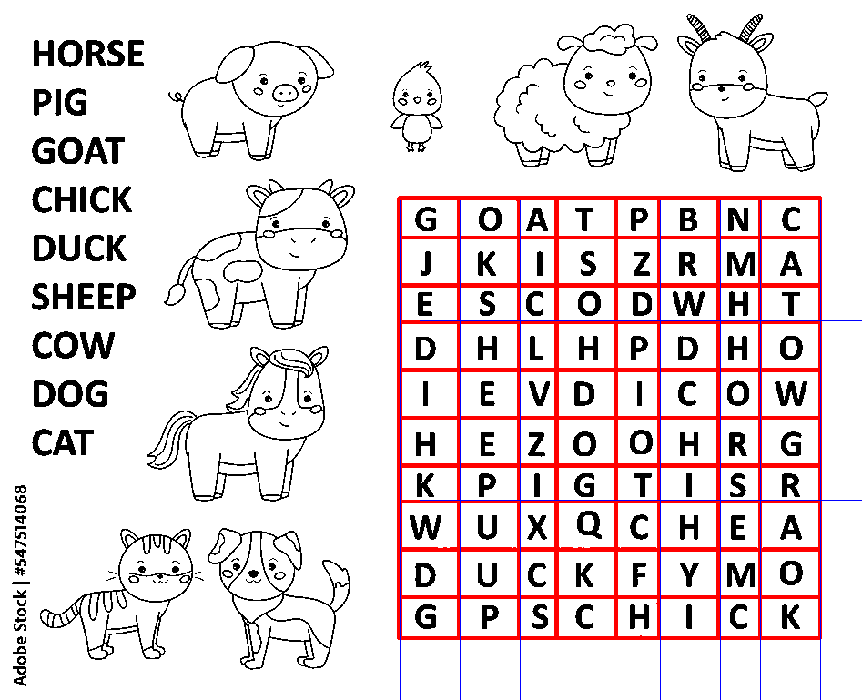 HORSE
PIG
GOAT
CHICK
DUCK
SHEEP
COW
DOG
CAT
G O A T P B N C
J K I S Z R M A
E S C O D W H T
D H L H P D H O
I E V D I C O W
H E Z O O H R G
K P I G T I S R
W U X Q C H E A
D U C K F Y M O
G P S C H I C K
Adobe Stock | #547514068